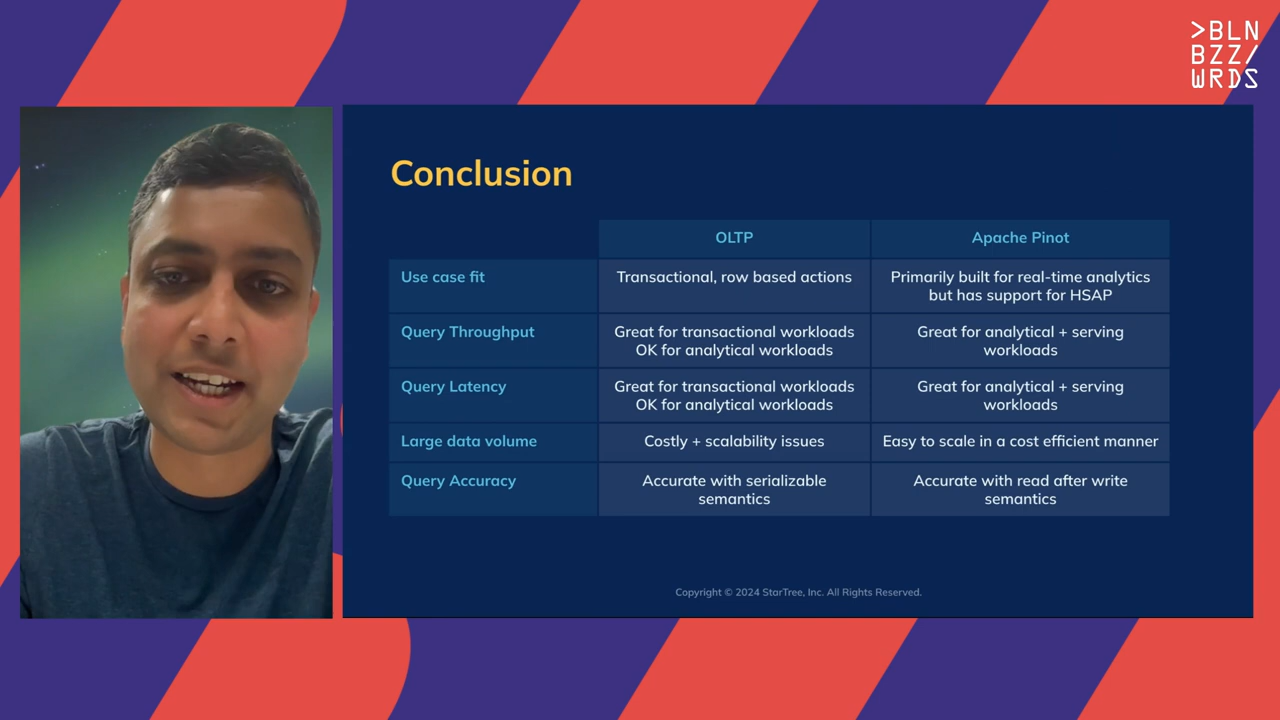 >BLN
BZZ/
WRDS
Conclusion
OLTP
Apache Pinot
Use case fit
Transactional, row based actions
Primarily built for real-time analytics
but has support for HSAP
Query Throughput
Great for transactional workloads
OK for analytical workloads
Great for analytical + serving
workloads
Query Latency
Great for transactional workloads
OK for analytical workloads
Great for analytical + serving
workloads
Large data volume
Costly + scalability issues
Easy to scale in a cost efficient manner
Query Accuracy
Accurate with serializable
semantics
Accurate with read after write
semantics
Copyright © 2024 StarTree, Inc. All Rights Reserved.